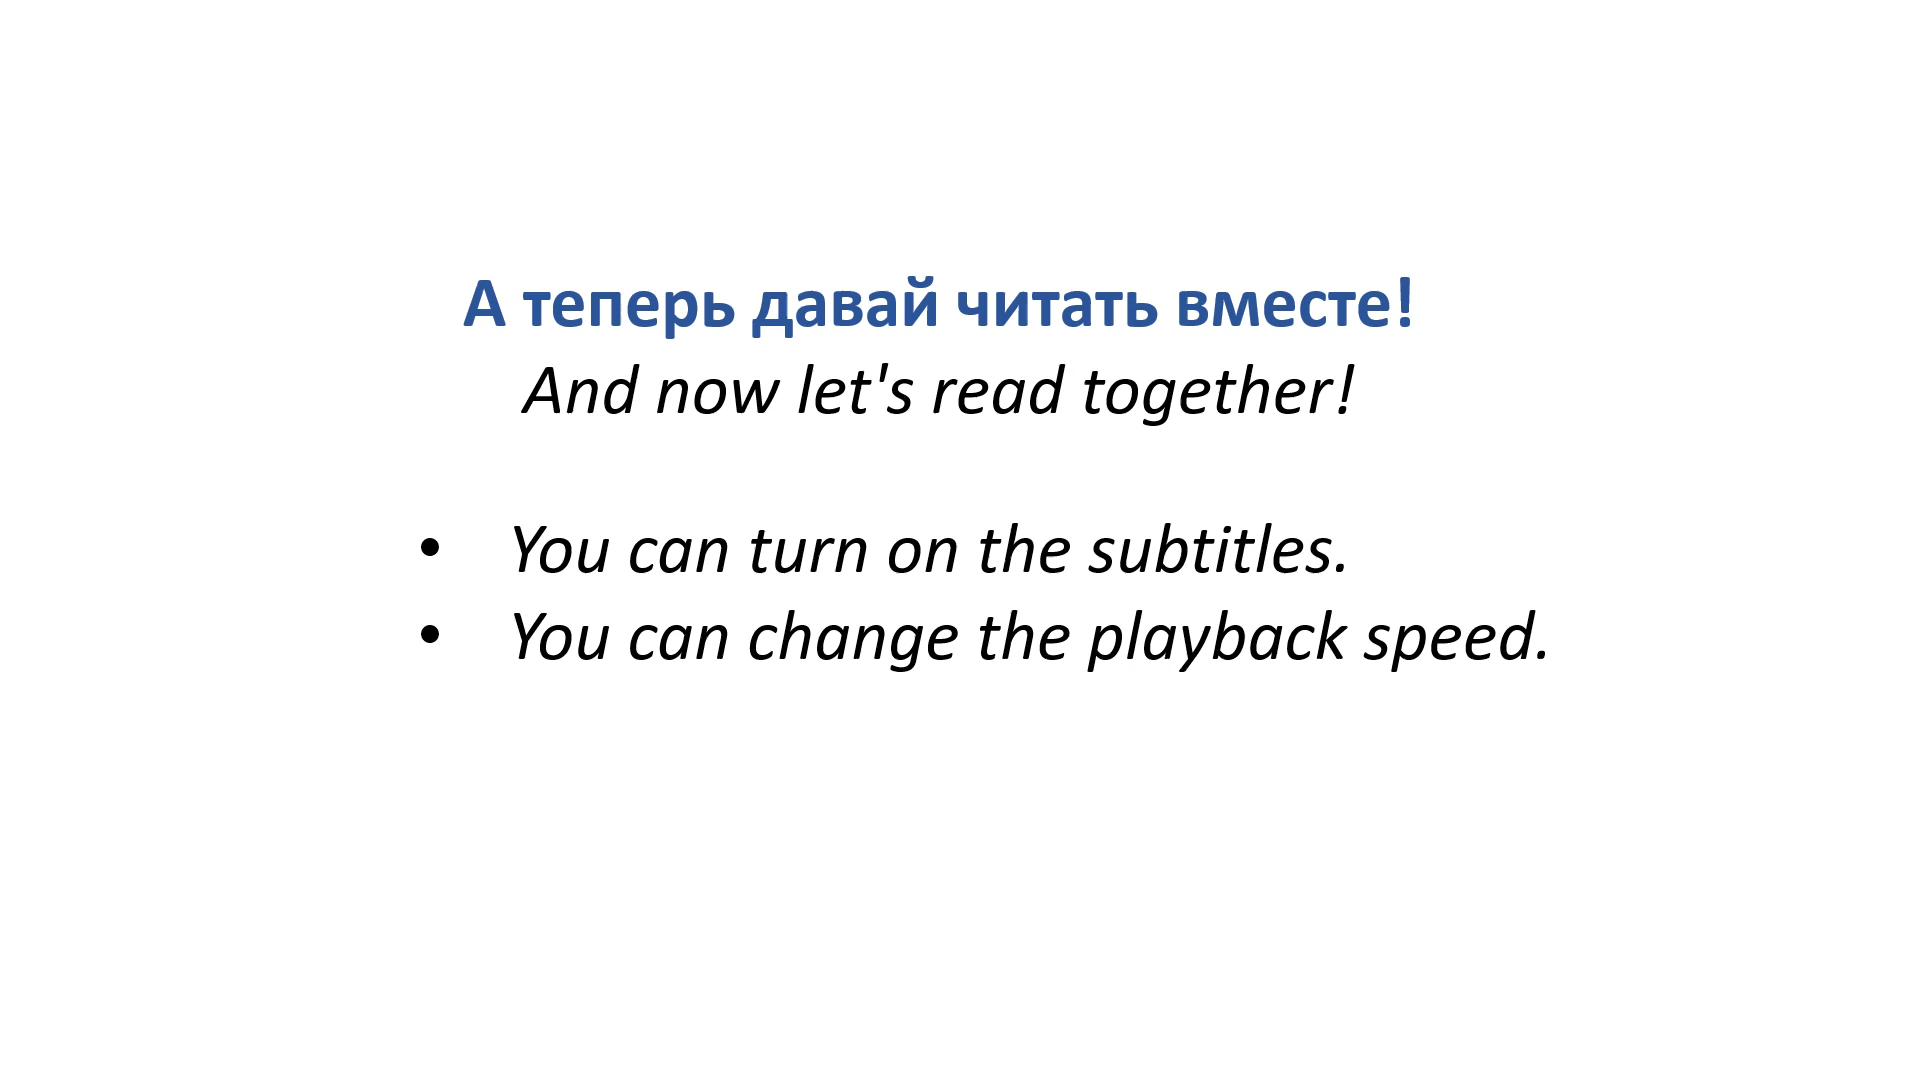 А теперь давай читать вместе!
And now let's read together!
• You can turn on the subtitles.
• You can change the playback speed.